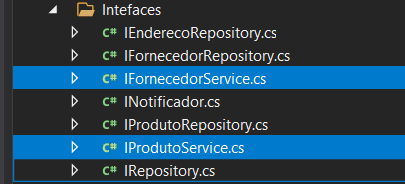 Intefaces
C# IEnderecoRepository.cs
C# IFornecedorRepository.cs
C# IFornecedorService.cs
C# INotificador.cs
C# IProdutoRepository.cs
C# IProdutoService.cs
C# IRepository.cs